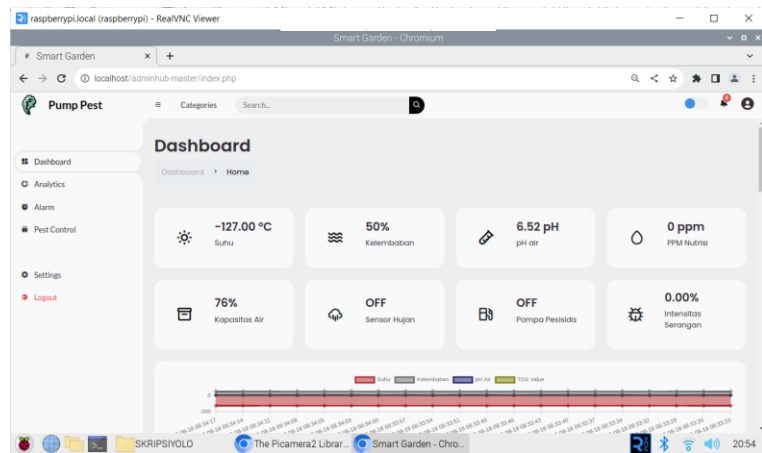 raspberrypi.local (raspberrypi) - RealVNC Viewer
Smart Garden - Chromium
Smart Garden
localhost/adminhub-master/index.php
Pump Pest
Categories
Search...
Dashboard
Dashboard
Home
Dashboard
Analytics
Alarm
Pest Control
Settings
Logout
-127.00 °C
Suhu
50%
Kelembaban
6.52 pH
pH air
0 ppm
PPM Nutrisi
76%
Kapasitas Air
OFF
Sensor Hujan
OFF
Pompa Pesisida
0.00%
Intensitas
Serangan
Suhu
Kelembaban
pH Air
TDS Value
0
-200
SKRIPSIYOLO
The Picamera2 Librar...
Smart Garden - Chro...
20:54